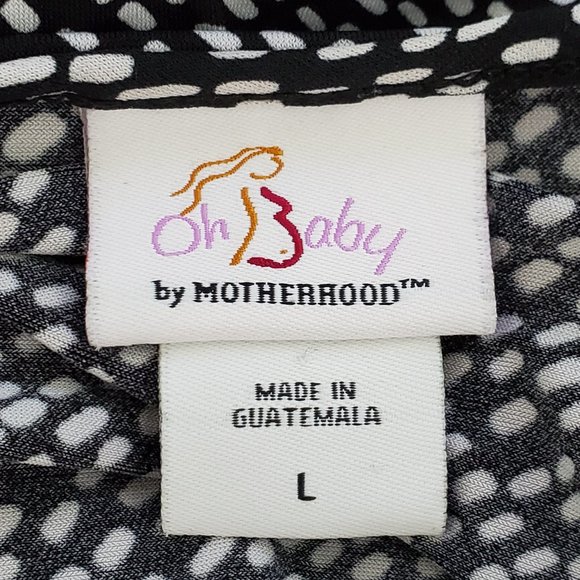 Oh Baby
by MOTHERHOOD™
MADE IN
GUATEMALA
L